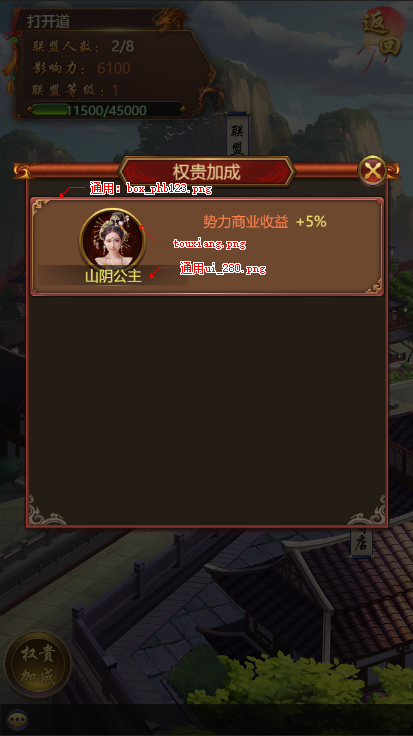 打开道
联盟人数：2/8
影响力：6100
联盟等级：1
11500/45000
返回
联盟
权贵加成
通用：box_phb123.png
势力商业收益 +5%
touxiang.png
通用ui_280.png
山阴公主
店
权贵加成